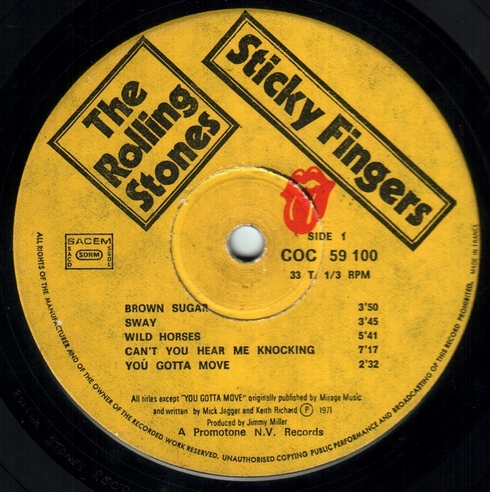 The
Rolling
Stones
Sticky Fingers
SIDE 1
COC 59 100
33 T. 1/3 RPM
SACEM
SACD SDRM SGDL
BROWN SUGAR 3'50
SWAY 3'45
WILD HORSES 5'41
CAN'T YOU HEAR ME KNOCKING 7'17
YOU GOTTA MOVE 2'32
All titles except "YOU GOTTA MOVE" originally published by Mirage Music
and written by Mick Jagger and Keith Richard Ⓟ 1971
Produced by Jimmy Miller
A Promotone N.V. Records
ALL RIGHTS OF THE MANUFACTURER AND OF THE OWNER OF THE RECORDED WORK RESERVED. UNAUTHORISED COPYING PUBLIC PERFORMANCE AND BROADCASTING OF THIS RECORD PROHIBITED. MADE IN FRANCE